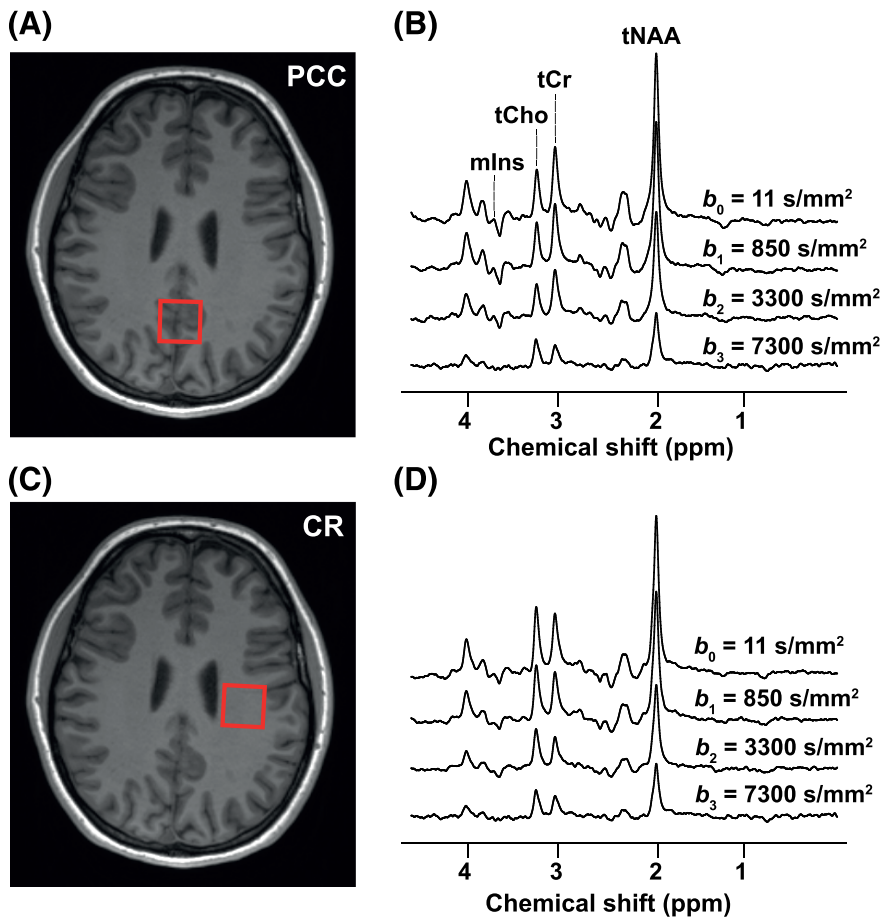 (A)
PCC
(B)
tNAA
tCr
tCho
mIns
b0 = 11 s/mm2
b1 = 850 s/mm2
b2 = 3300 s/mm2
b3 = 7300 s/mm2
4 3 2 1
Chemical shift (ppm)
(C)
CR
(D)
b0 = 11 s/mm2
b1 = 850 s/mm2
b2 = 3300 s/mm2
b3 = 7300 s/mm2
4 3 2 1
Chemical shift (ppm)